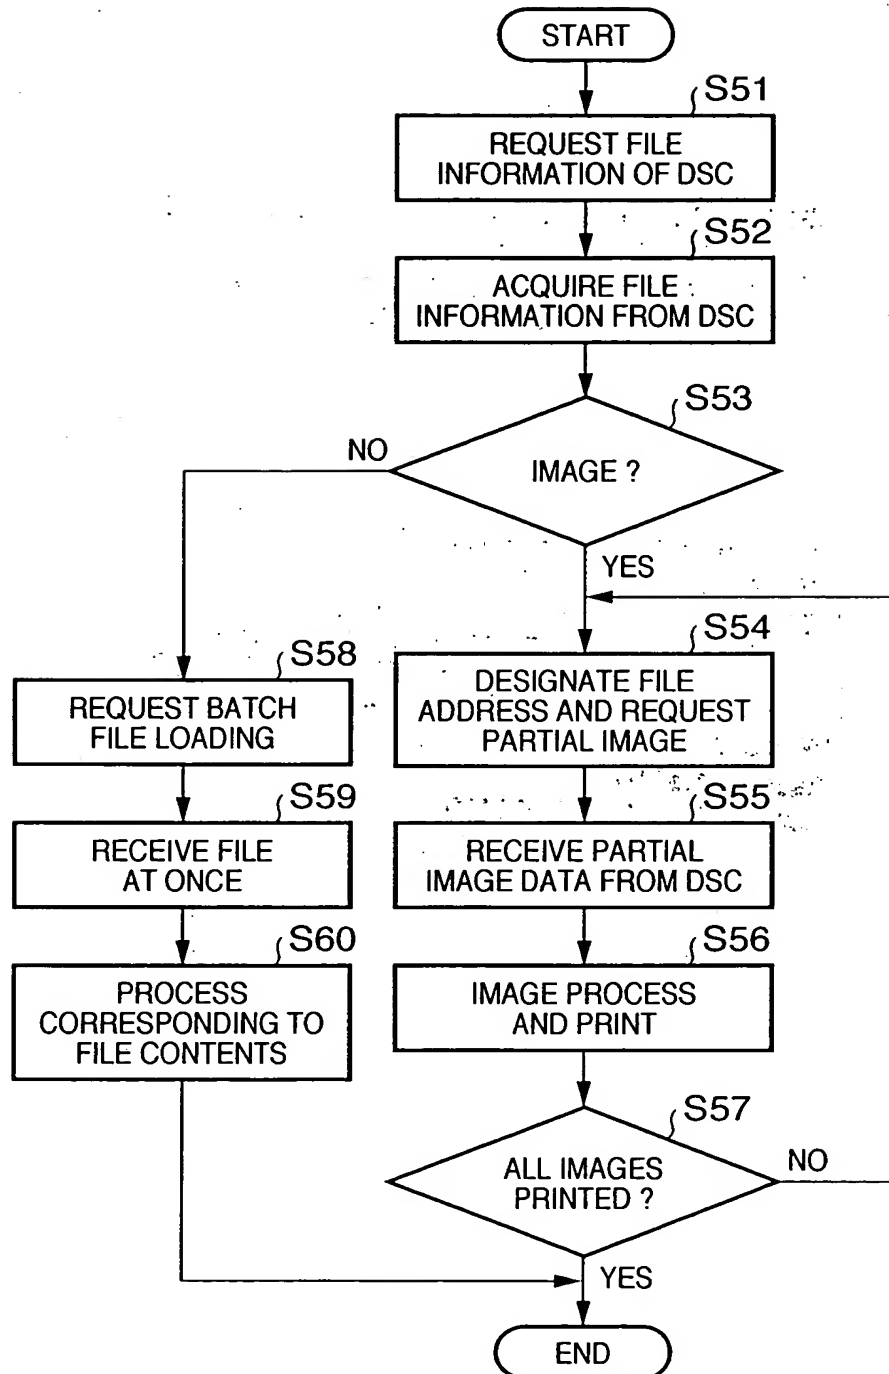 START
S51
REQUEST FILE
INFORMATION OF DSC
S52
ACQUIRE FILE
INFORMATION FROM DSC
S53
NO
IMAGE ?
YES
S54
DESIGNATE FILE
ADDRESS AND REQUEST
PARTIAL IMAGE
S55
RECEIVE PARTIAL
IMAGE DATA FROM DSC
S56
IMAGE PROCESS
AND PRINT
S57
ALL IMAGES
PRINTED ?
NO
YES
S58
REQUEST BATCH
FILE LOADING
S59
RECEIVE FILE
AT ONCE
S60
PROCESS
CORRESPONDING TO
FILE CONTENTS
END